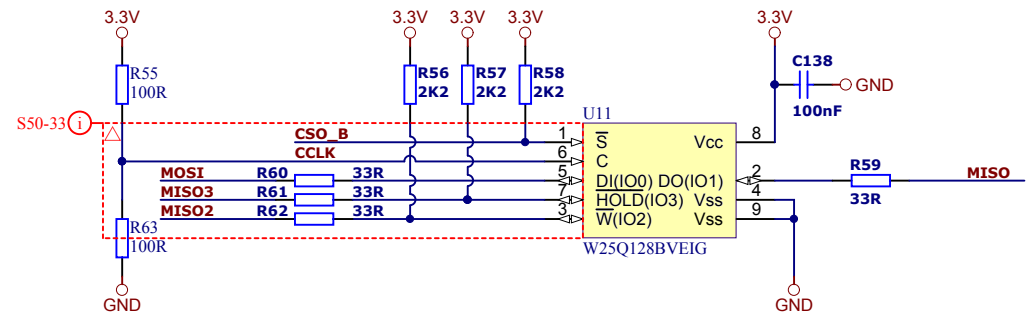 3.3V 3.3V 3.3V 3.3V 3.3V
R55
100R
R56
2K2
R57
2K2
R58
2K2
C138
GND
100nF
S50-33 i
U11
CSO_B 1 S Vcc 8
CCLK 6 C
MOSI R60 33R 5 DI(IO0) DO(IO1) 2 R59 MISO
33R
MISO3 R61 33R 7 HOLD(IO3) Vss 4
MISO2 R62 33R 3 W(IO2) Vss 9
R63
100R
W25Q128BVEIG
GND GND